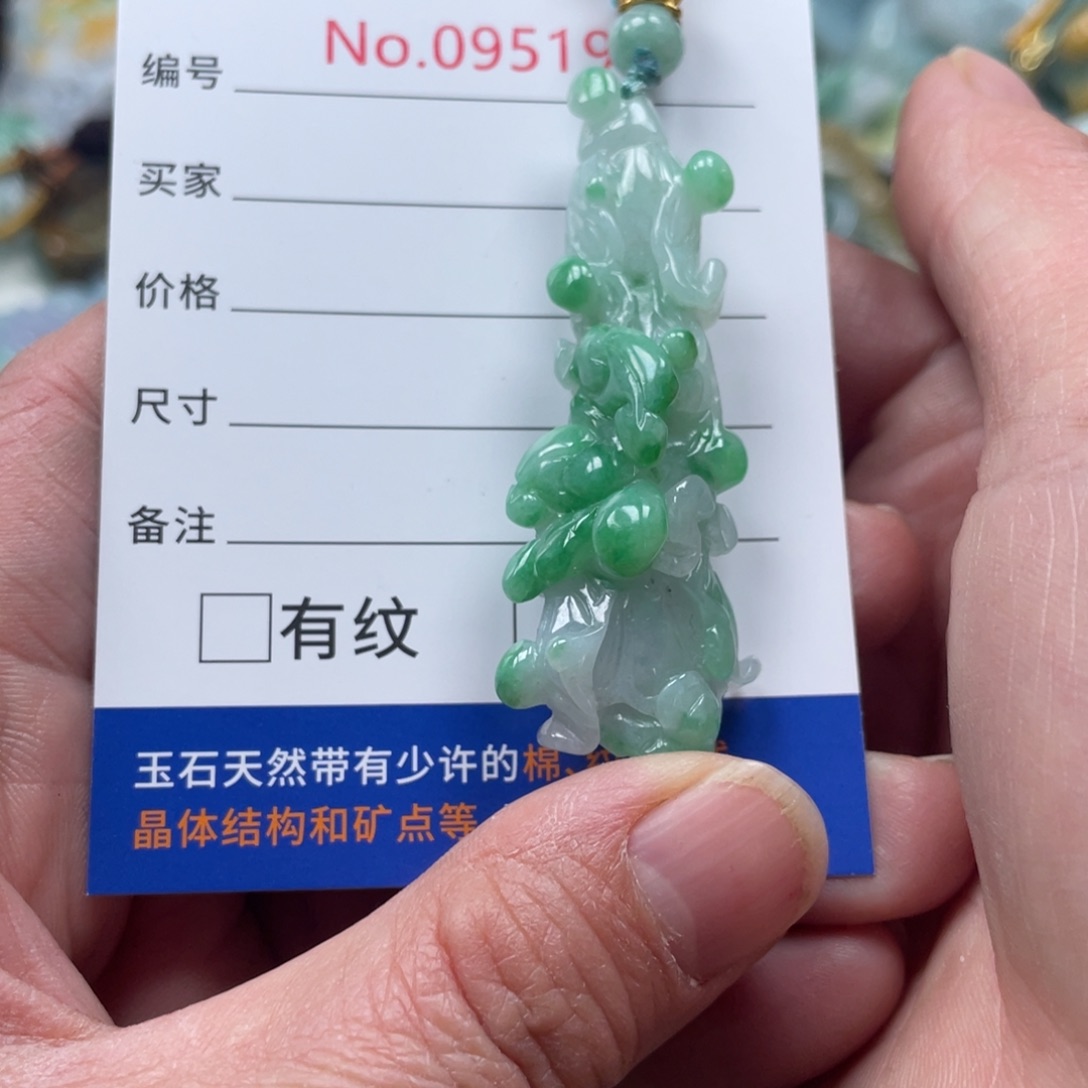 编号 No.09519
买家
价格
尺寸
备注
有纹
玉石天然带有少许的棉、
晶体结构和矿点等